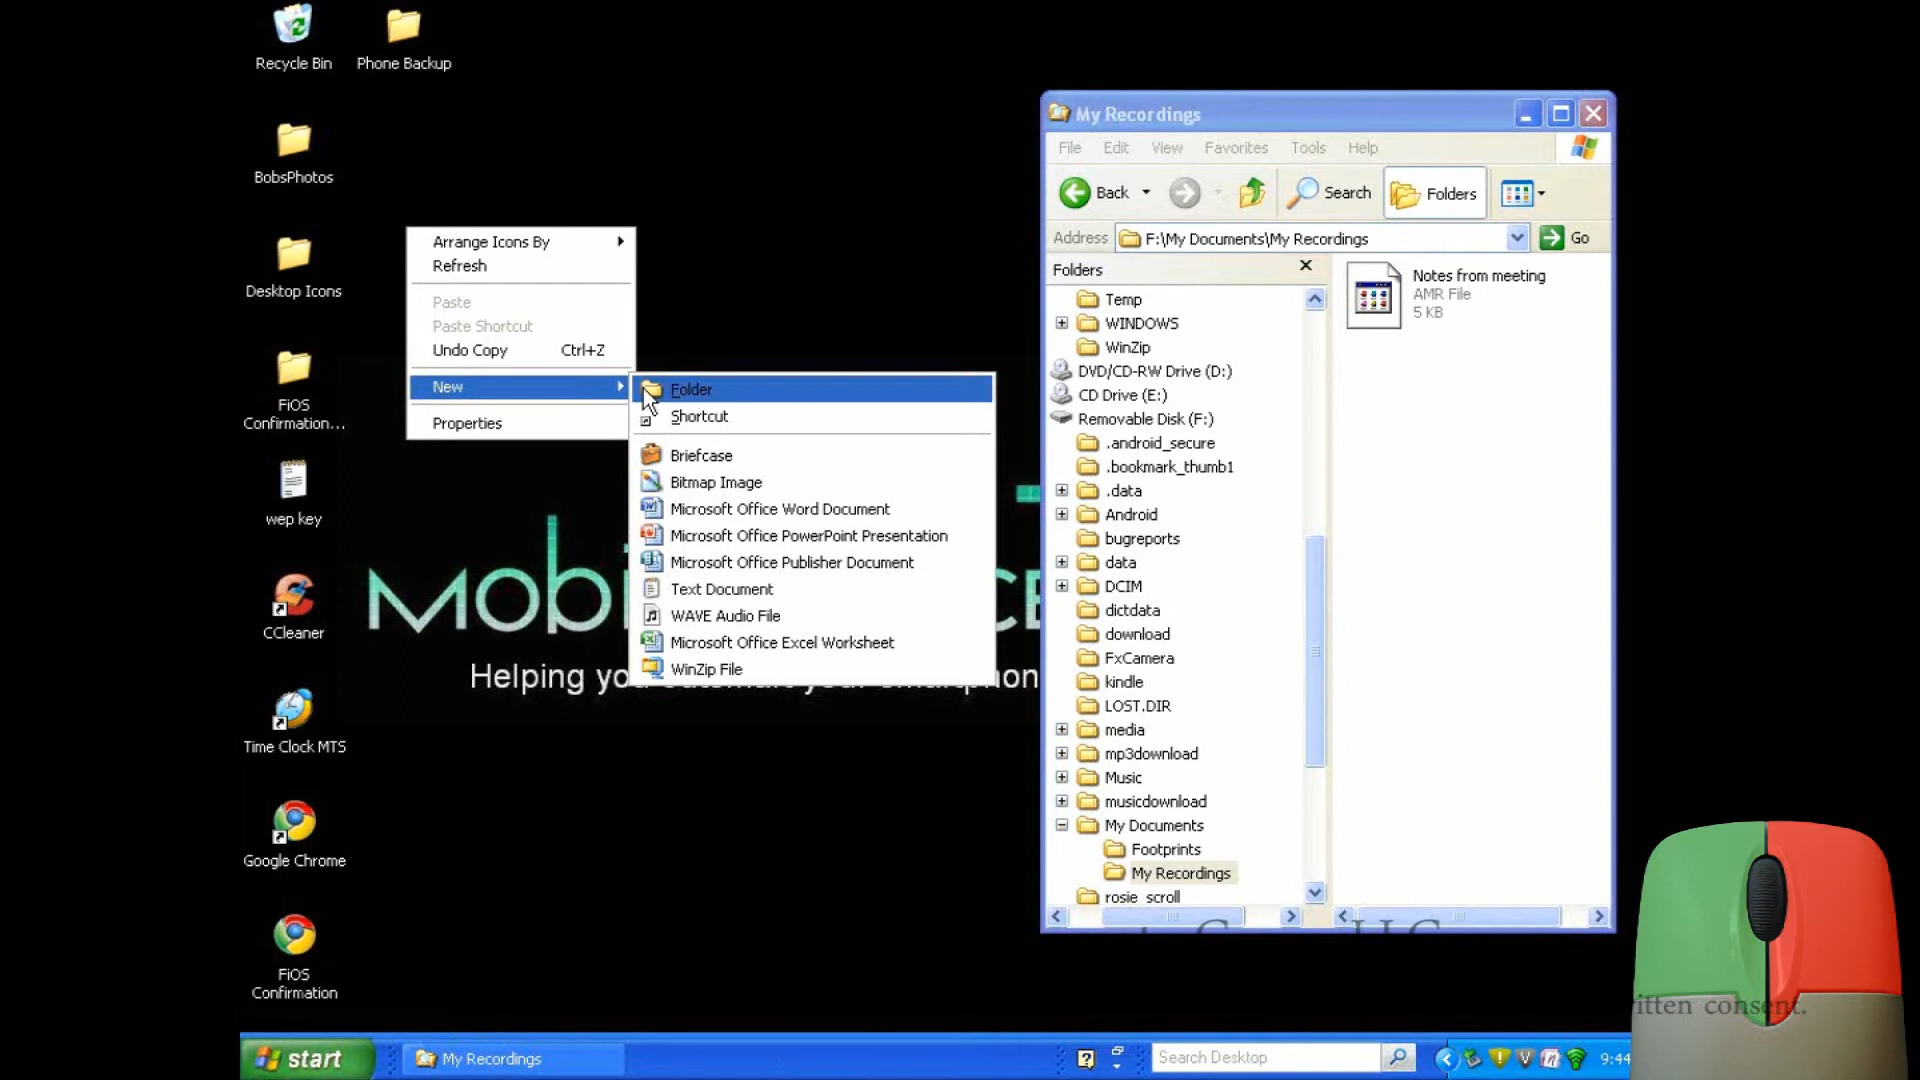 Recycle Bin
Phone Backup
BobsPhotos
Desktop Icons
FiOS
Confirmation...
wep key
CCleaner
Time Clock MTS
Google Chrome
FiOS
Confirmation
Arrange Icons By
Refresh
Paste
Paste Shortcut
Undo Copy Ctrl+Z
New
Properties
Folder
Shortcut
Briefcase
Bitmap Image
Microsoft Office Word Document
Microsoft Office PowerPoint Presentation
Microsoft Office Publisher Document
Text Document
WAVE Audio File
Microsoft Office Excel Worksheet
WinZip File
Mobi
Helping
My Recordings
File Edit View Favorites Tools Help
Back Search Folders
Address F:\My Documents\My Recordings Go
Folders
Temp
WINDOWS
WinZip
DVD/CD-RW Drive (D:)
CD Drive (E:)
Removable Disk (F:)
.android_secure
.bookmark_thumb1
.data
Android
bugreports
data
DCIM
dictdata
download
FxCamera
kindle
LOST.DIR
media
mp3download
Music
musicdownload
My Documents
Footprints
My Recordings
rosie_scroll
Notes from meeting
AMR File
5 KB
itten consent.
start
My Recordings
Search Desktop
9:44